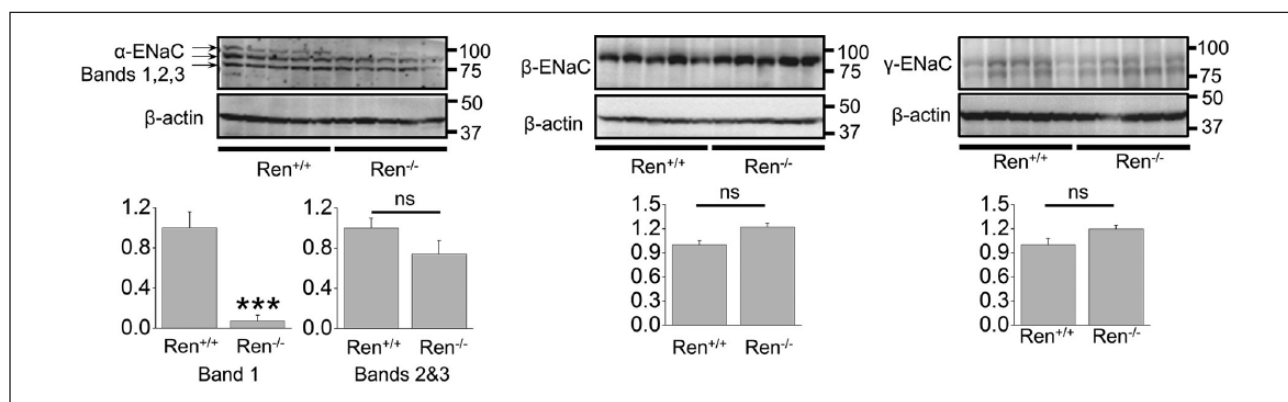 α-ENaC
Bands 1,2,3
100
75
β-actin
50
37
Ren+/+ Ren-/-
β-ENaC
100
75
β-actin
50
37
Ren+/+ Ren-/-
γ-ENaC
100
75
β-actin
50
37
Ren+/+ Ren-/-
1.2
0.8
0.4
0.0
***
Ren+/+ Ren-/-
Band 1
ns
1.2
0.8
0.4
0.0
Ren+/+ Ren-/-
Bands 2&3
ns
1.5
1.2
0.9
0.6
0.3
0.0
Ren+/+ Ren-/-
ns
1.5
1.2
0.9
0.6
0.3
0.0
Ren+/+ Ren-/-